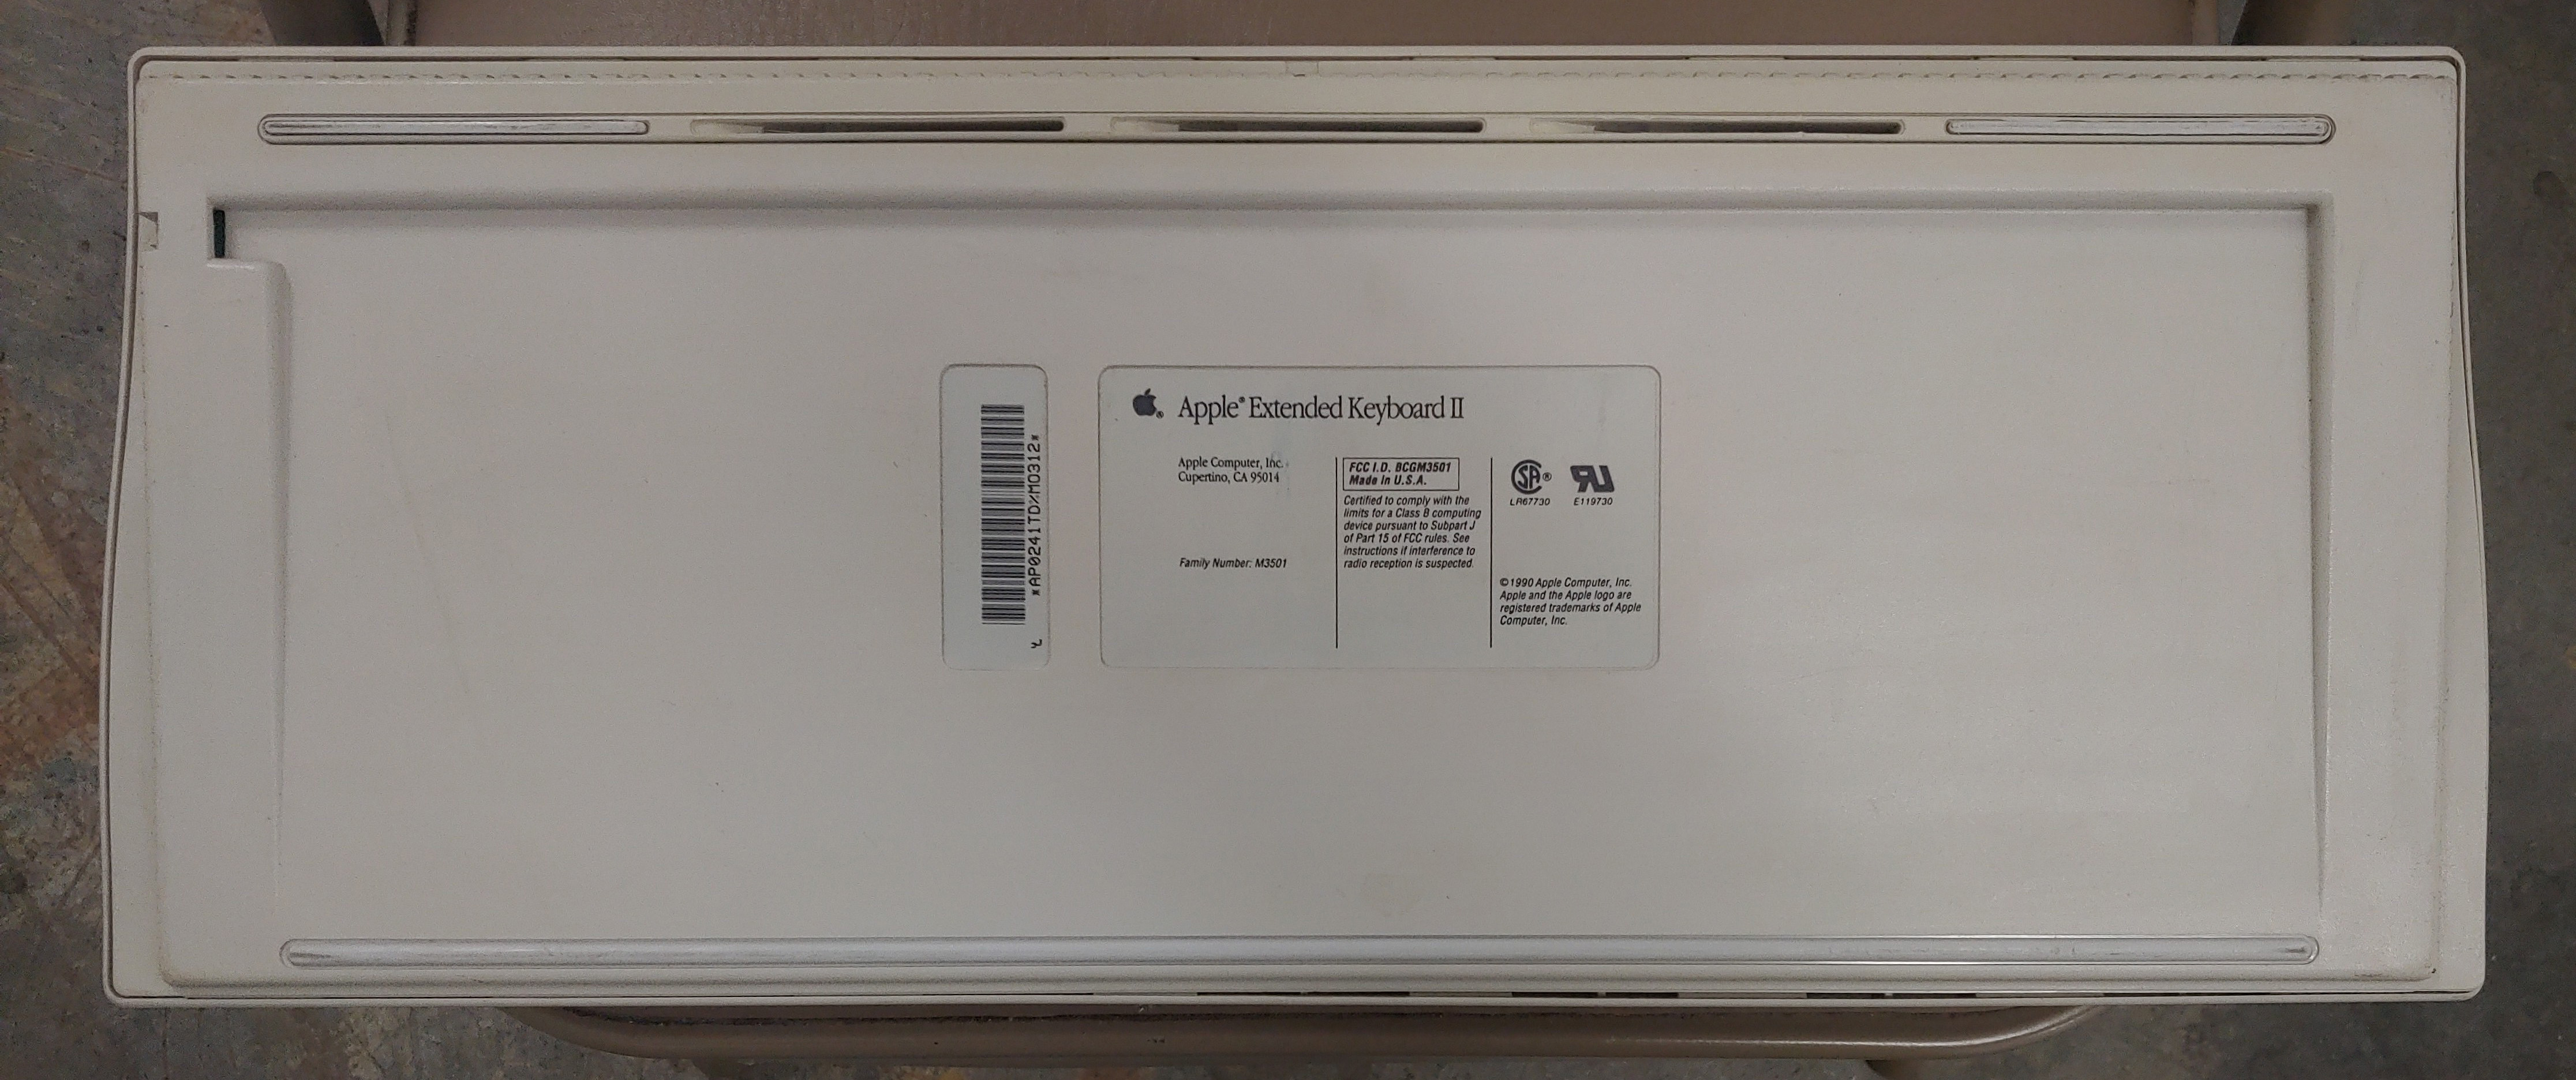 *AP0241TD%M0312*
Apple® Extended Keyboard II
Apple Computer, Inc.
Cupertino, CA 95014
Family Number: M3501
FCC I.D. BCGM3501
Made in U.S.A.
Certified to comply with the
limits for a Class B computing
device pursuant to Subpart J
of Part 15 of FCC rules. See
instructions if interference to
radio reception is suspected.
SA®
LR67730
E119730
©1990 Apple Computer, Inc.
Apple and the Apple logo are
registered trademarks of Apple
Computer, Inc.